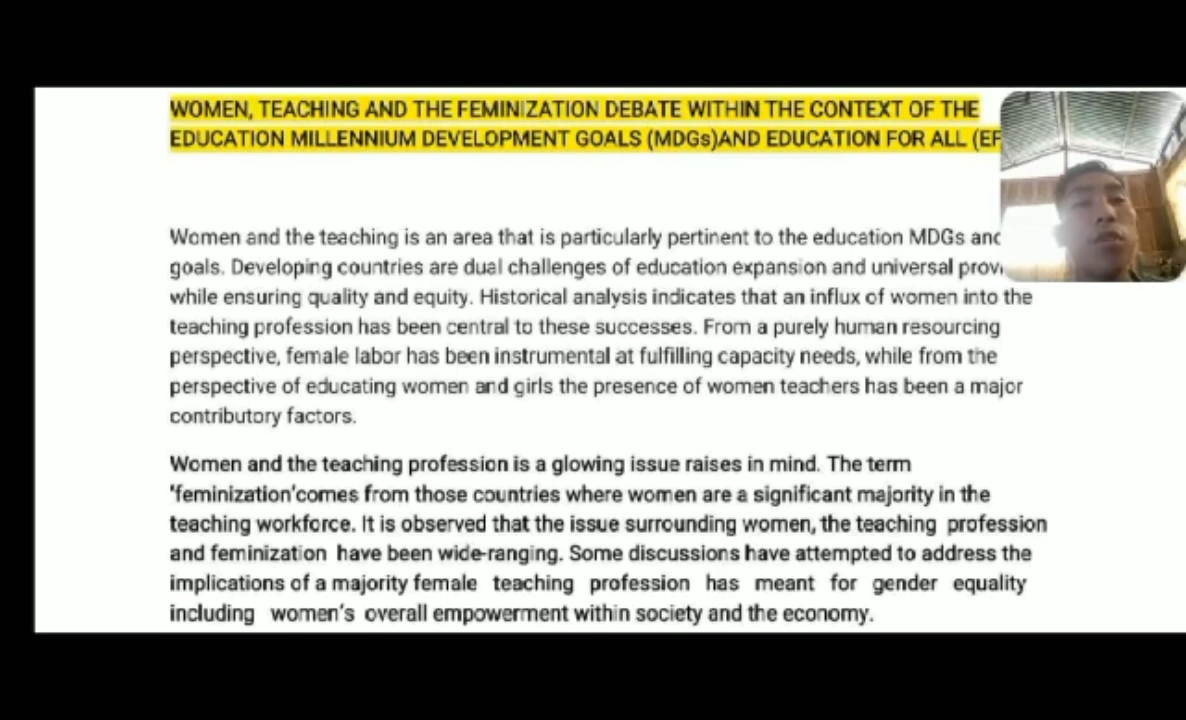 WOMEN, TEACHING AND THE FEMINIZATION DEBATE WITHIN THE CONTEXT OF THE
EDUCATION MILLENNIUM DEVELOPMENT GOALS (MDGs)AND EDUCATION FOR ALL
Women and the teaching is an area that is particularly pertinent to the education MDGs and
goals. Developing countries are dual challenges of education expansion and universal
while ensuring quality and equity. Historical analysis indicates that an influx of women into the
teaching profession has been central to these successes. From a purely human resourcing
perspective, female labor has been instrumental at fulfilling capacity needs, while from the
perspective of educating women and girls the presence of women teachers has been a major
contributory factors.
Women and the teaching profession is a glowing issue raises in mind. The term
'feminization'comes from those countries where women are a significant majority in the
teaching workforce. It is observed that the issue surrounding women, the teaching profession
and feminization have been wide-ranging. Some discussions have attempted to address the
implications of a majority female teaching profession has meant for gender equality
including women's overall empowerment within society and the economy.